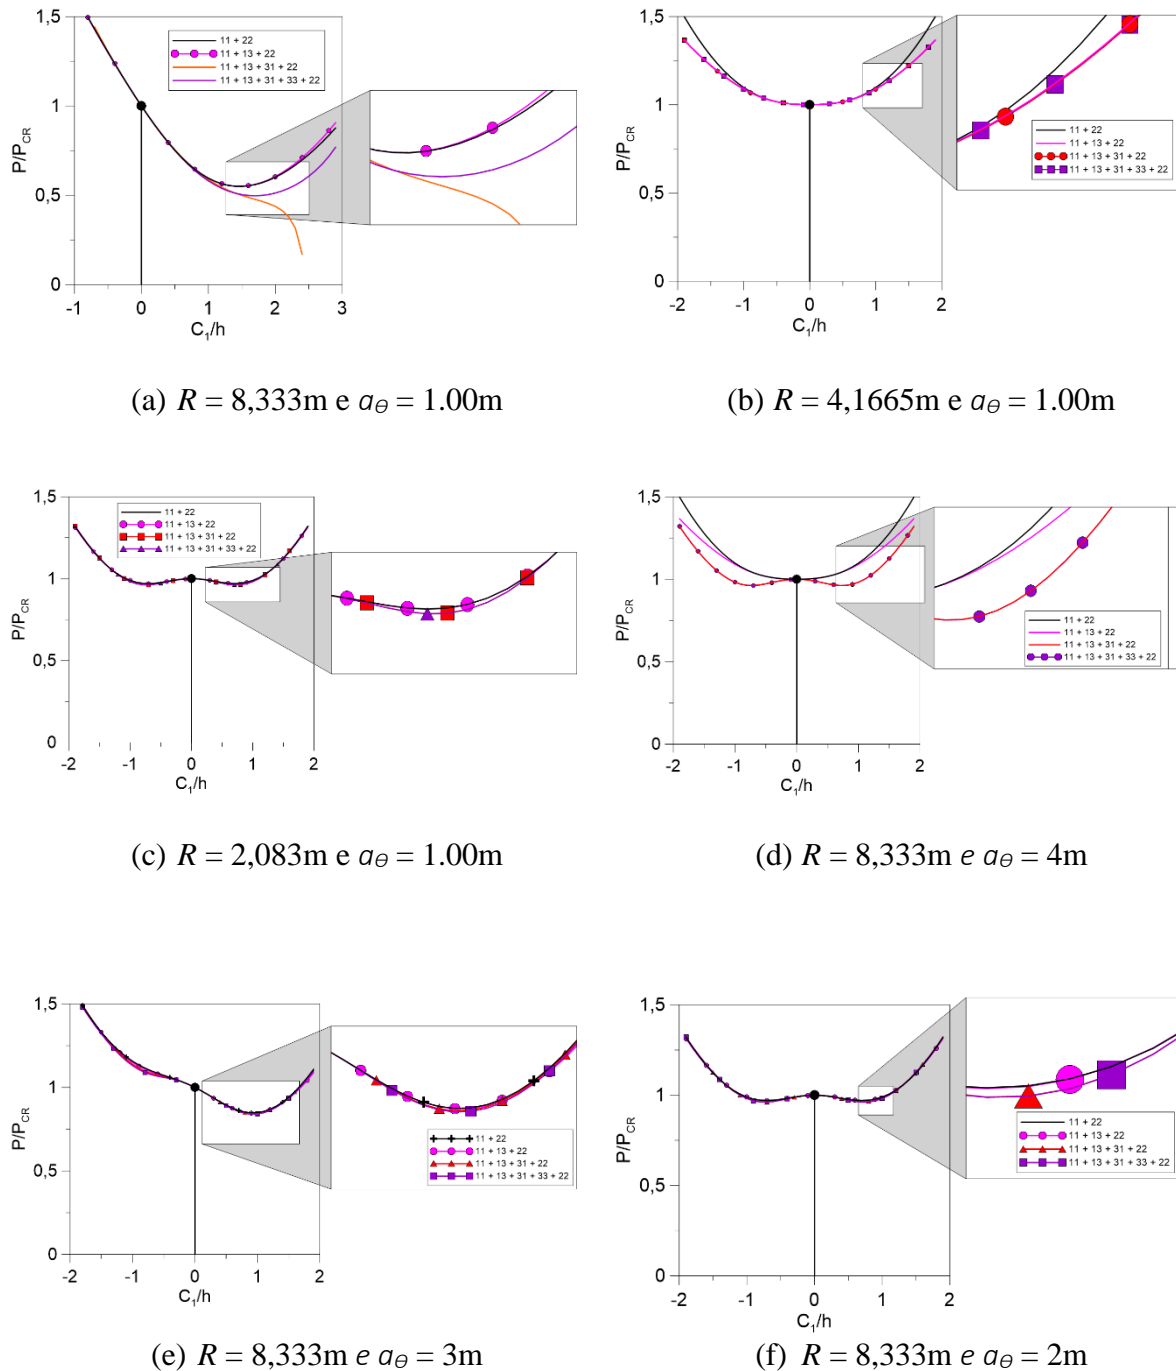 1,5
1
0,5
0
P/P_CR
11 + 22
11 + 13 + 22
11 + 13 + 31 + 22
11 + 13 + 31 + 33 + 22
-1 0 1 2 3
C₁/h
(a) R = 8,333m e a_θ = 1.00m
1,5
1
0,5
0
P/P_CR
11 + 22
11 + 13 + 22
11 + 13 + 31 + 22
11 + 13 + 31 + 33 + 22
-2 -1 0 1 2
C₁/h
(b) R = 4,1665m e a_θ = 1.00m
1,5
1
0,5
0
P/P_CR
11 + 22
11 + 13 + 22
11 + 13 + 31 + 22
11 + 13 + 31 + 33 + 22
-2 -1 0 1 2
C₁/h
(c) R = 2,083m e a_θ = 1.00m
1,5
1
0,5
0
P/P_CR
11 + 22
11 + 13 + 22
11 + 13 + 31 + 22
11 + 13 + 31 + 33 + 22
-2 -1 0 1 2
C₁/h
(d) R = 8,333m e a_θ = 4m
1,5
1
0,5
0
P/P_CR
11 + 22
11 + 13 + 22
11 + 13 + 31 + 22
11 + 13 + 31 + 33 + 22
-2 -1 0 1 2
C₁/h
(e) R = 8,333m e a_θ = 3m
1,5
1
0,5
0
P/P_CR
11 + 22
11 + 13 + 22
11 + 13 + 31 + 22
11 + 13 + 31 + 33 + 22
-2 -1 0 1 2
C₁/h
(f) R = 8,333m e a_θ = 2m